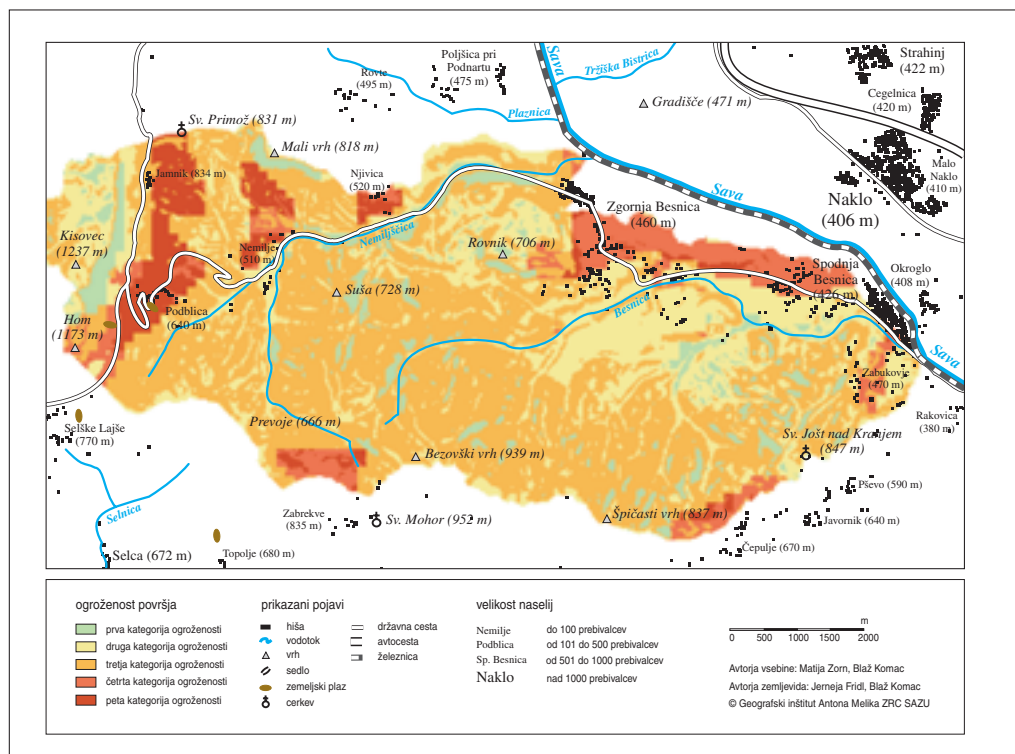 Strahinj
(422 m)
Poljšica pri
Podnartu
(475 m)
Rovte
(495 m)
Sava
Sava
Tržiška Bistrica
Cegelnica
(420 m)
Gradišče (471 m)
Plaznica
Sv. Primož (831 m)
Mali vrh (818 m)
Malo
Naklo
(410 m)
Jamnik (834 m)
Njivica
(520 m)
Sava
Naklo
(406 m)
Zgornja Besnica
(460 m)
Kisovec
(1237 m)
Nemilje
(510 m)
Nemiljščica
Rovnik (706 m)
Spodnja
Besnica
(426 m)
Okroglo
(408 m)
Suša (728 m)
Besnica
Podblica
(640 m)
Hom
(1173 m)
Sava
Zabukovje
(470 m)
Rakovica
(380 m)
Prevoje (666 m)
Selške Lajše
(770 m)
Sv. Jošt nad Kranjem
(847 m)
Bezovški vrh (939 m)
Pševo (590 m)
Selnica
Zabrekve
(835 m)
Sv. Mohor (952 m)
Špičasti vrh (837 m)
Javornik (640 m)
Selca (672 m)
Topolje (680 m)
Čepulje (670 m)
ogroženost površja
prva kategorija ogroženosti
druga kategorija ogroženosti
tretja kategorija ogroženosti
četrta kategorija ogroženosti
peta kategorija ogroženosti
prikazani pojavi
hiša
vodotok
vrh
sedlo
zemeljski plaz
cerkev
državna cesta
avtocesta
železnica
velikost naselij
Nemilje do 100 prebivalcev
Podblica od 101 do 500 prebivalcev
Sp. Besnica od 501 do 1000 prebivalcev
Naklo nad 1000 prebivalcev
m
0 500 1000 1500 2000
Avtorja vsebine: Matija Zorn, Blaž Komac
Avtorja zemljevida: Jerneja Fridl, Blaž Komac
© Geografski inštitut Antona Melika ZRC SAZU